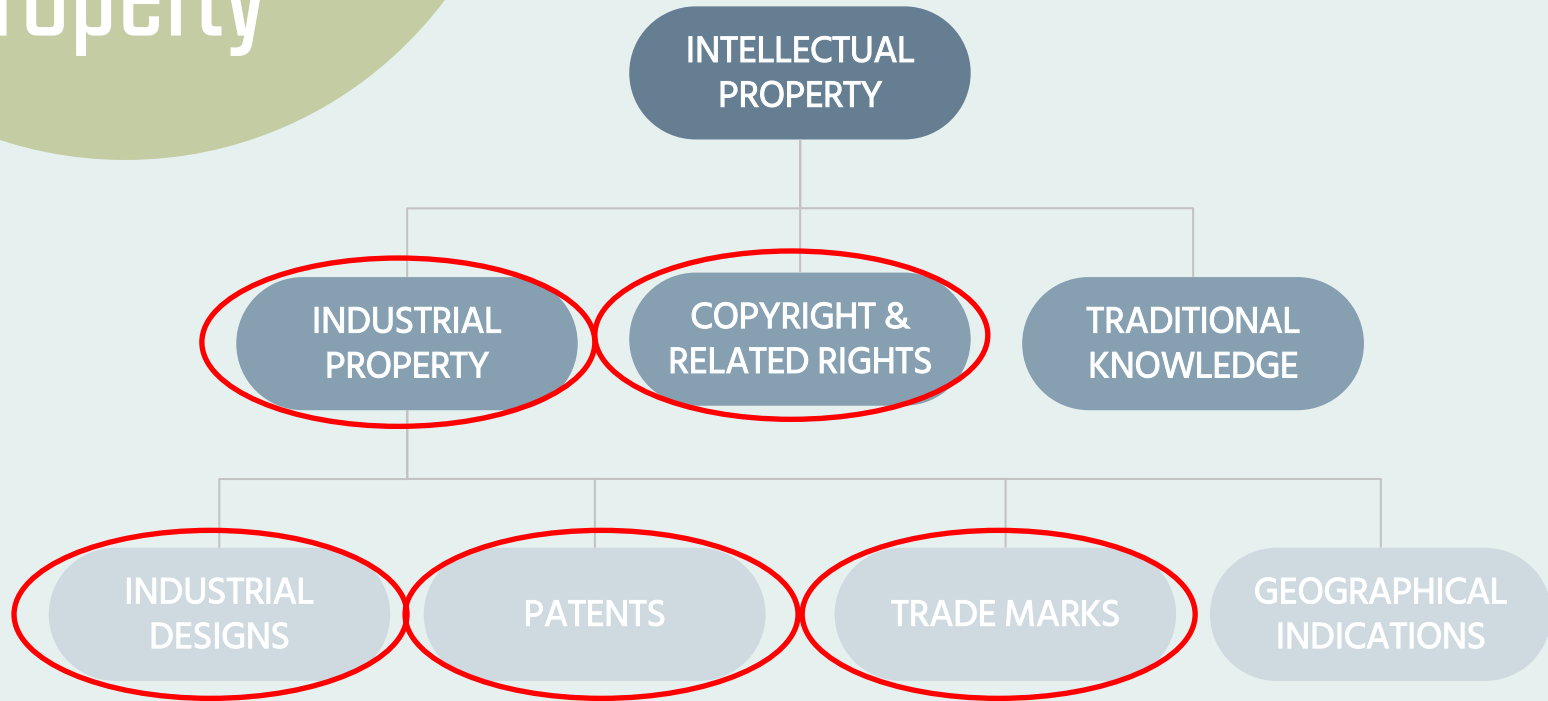 INTELLECTUAL
PROPERTY
INDUSTRIAL
PROPERTY
COPYRIGHT &
RELATED RIGHTS
TRADITIONAL
KNOWLEDGE
INDUSTRIAL
DESIGNS
PATENTS
TRADE MARKS
GEOGRAPHICAL
INDICATIONS